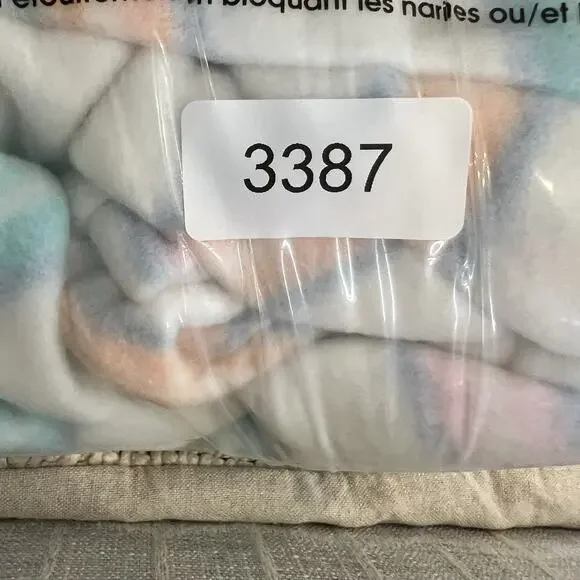 en bloquant les narines ou/et
3387